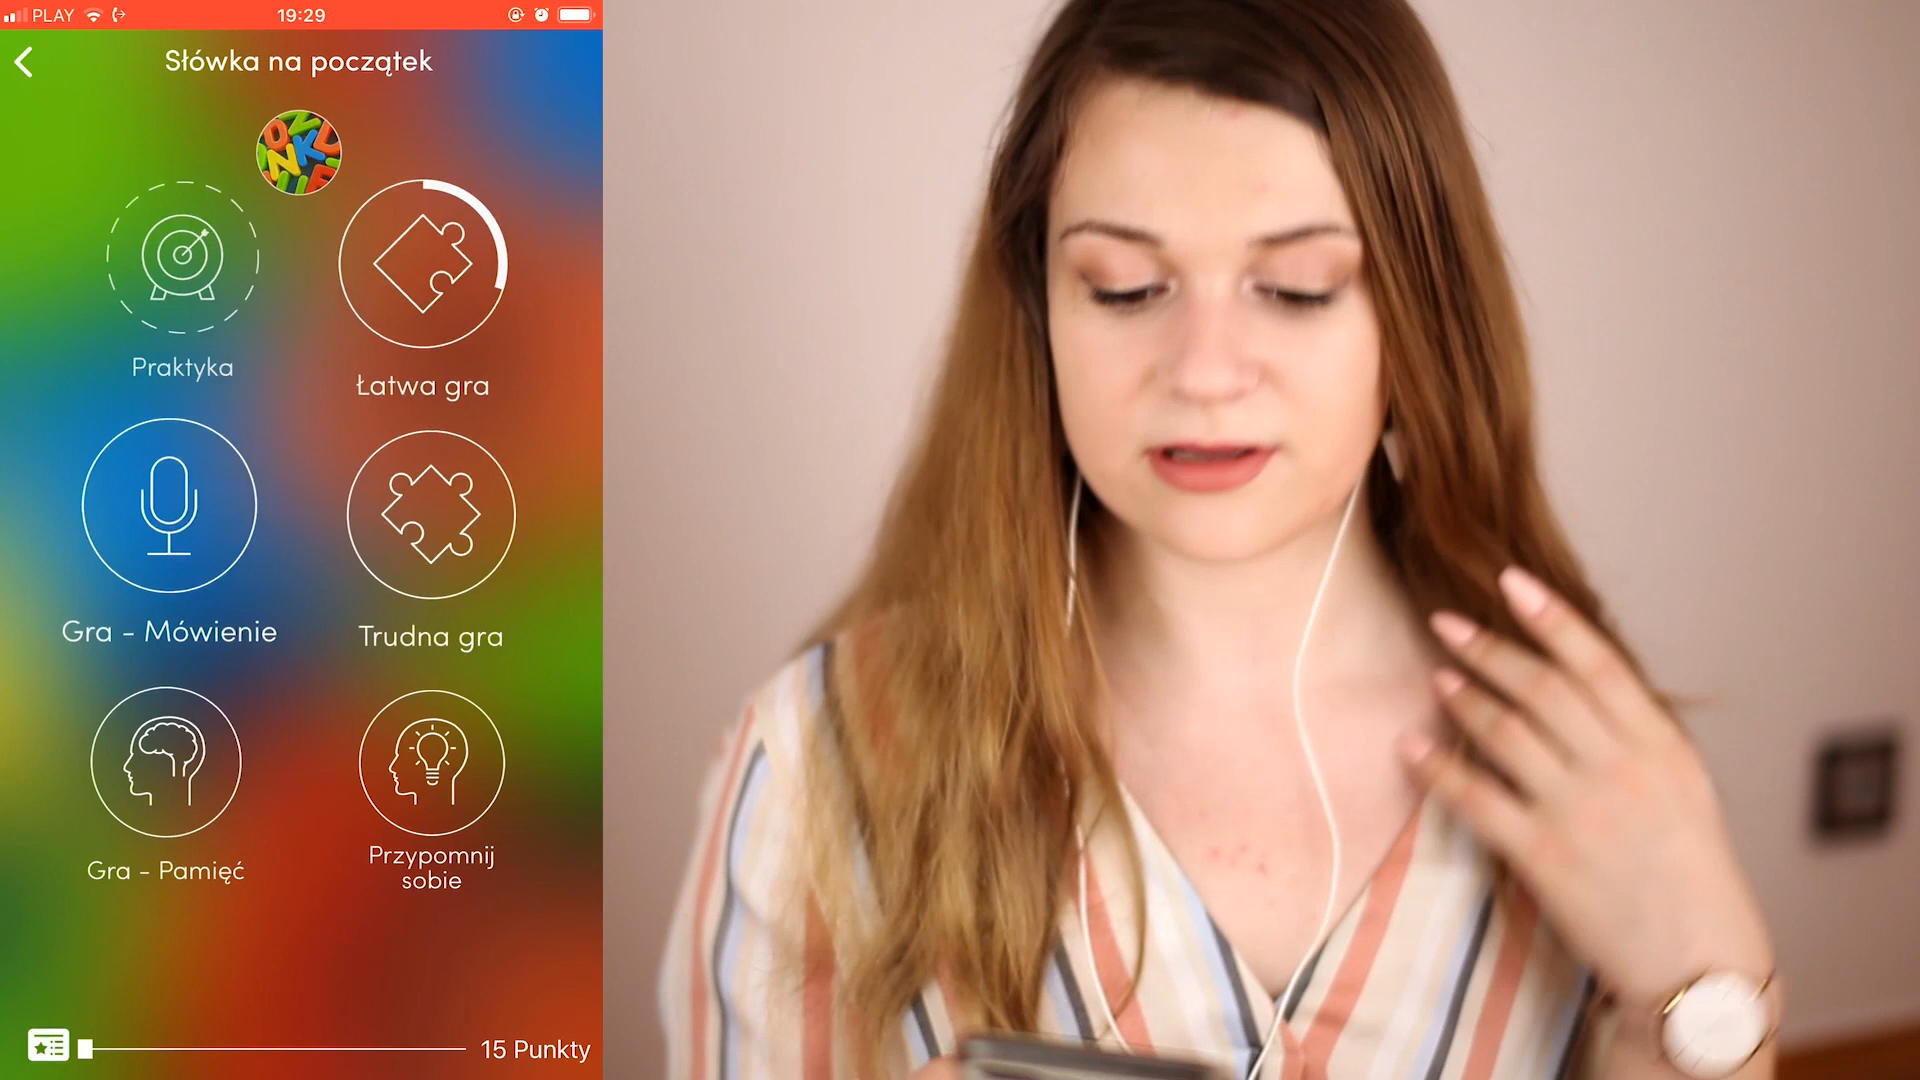 PLAY 19:29
Słówka na początek
Praktyka
Łatwa gra
Gra - Mówienie
Trudna gra
Gra - Pamięć
Przypomnij
sobie
15 Punkty